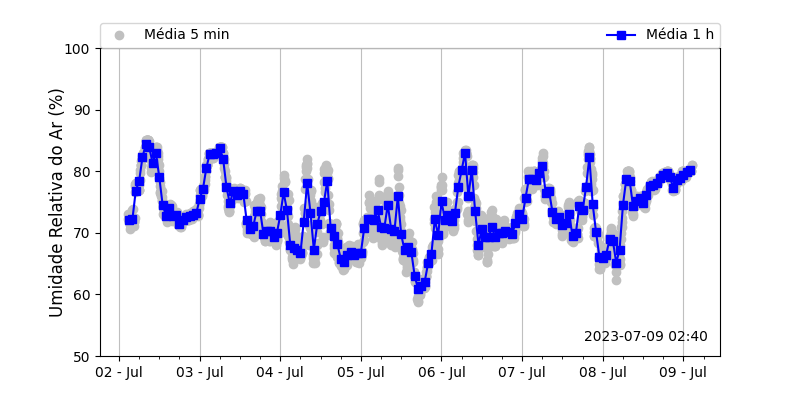 Média 5 min Média 1 h
100
90
80
70
60
50
Umidade Relativa do Ar (%)
2023-07-09 02:40
02 - Jul 03 - Jul 04 - Jul 05 - Jul 06 - Jul 07 - Jul 08 - Jul 09 - Jul